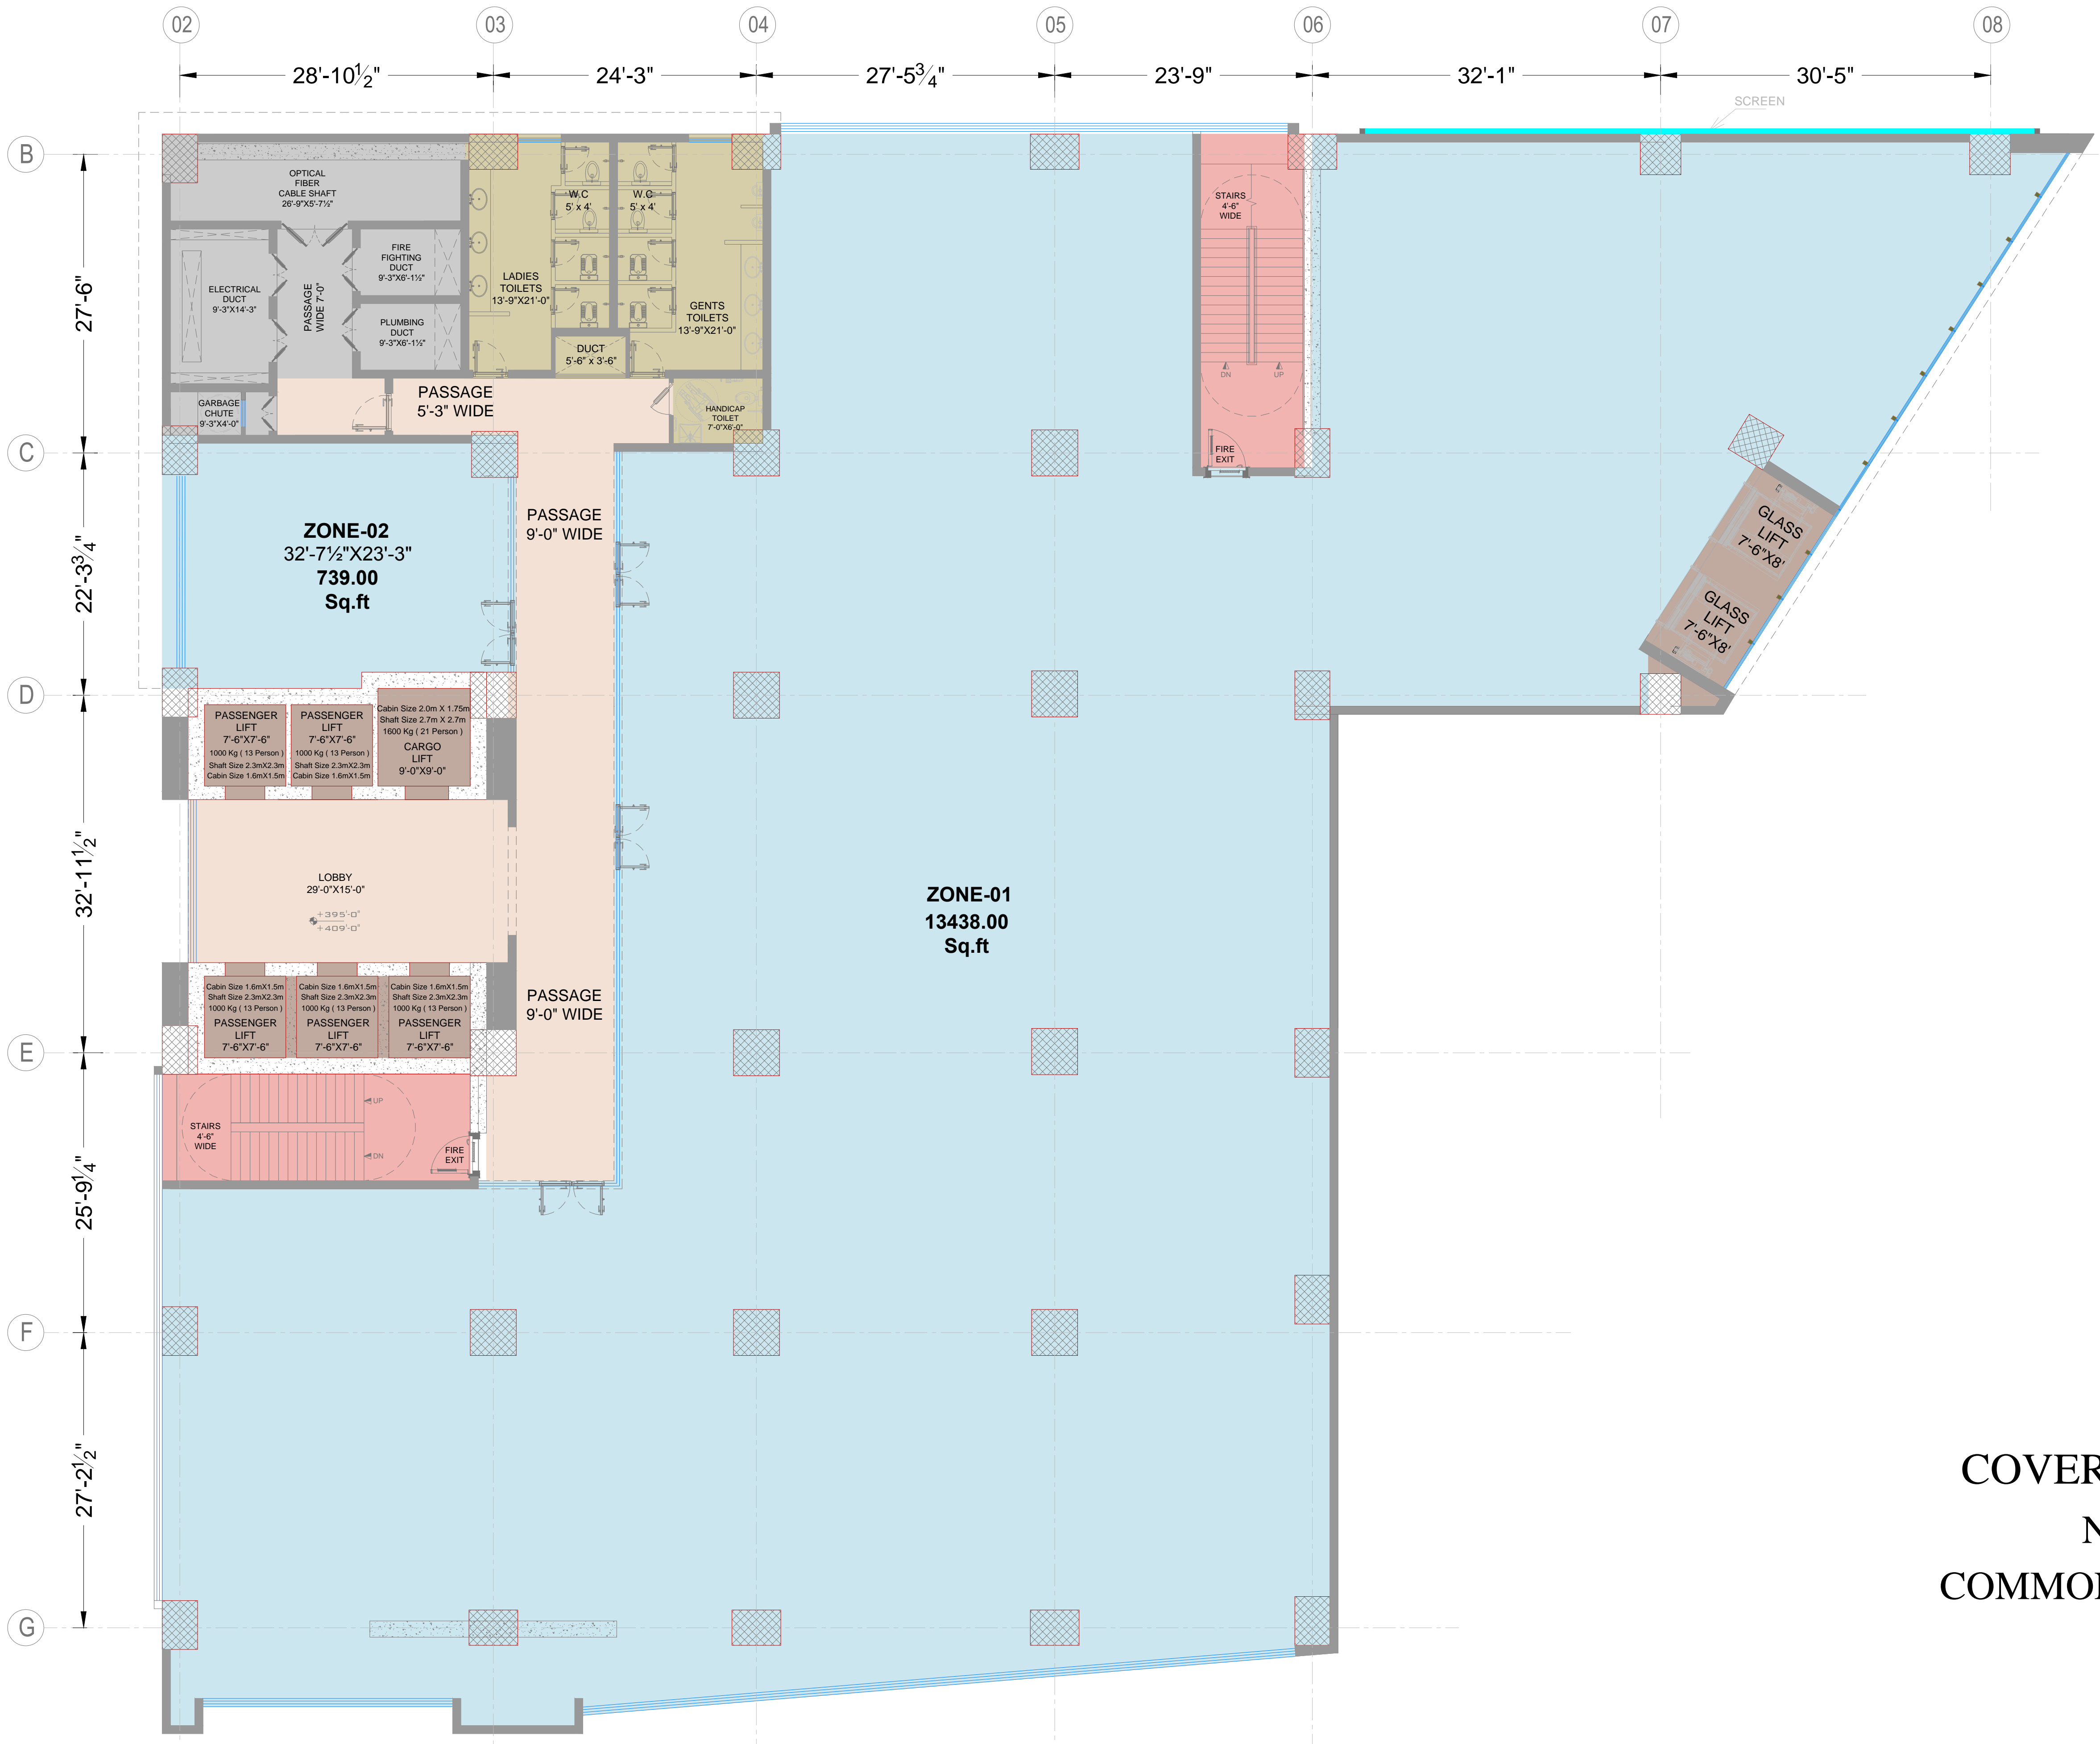 02
03
04
05
06
07
08
28'-10½"
24'-3"
27'-5¾"
23'-9"
32'-1"
30'-5"
SCREEN
B
C
D
E
F
G
27'-6"
22'-3¾"
32'-11½"
25'-9¼"
27'-2½"
OPTICAL
FIBER
CABLE SHAFT
26'-9"X5'-7½"
ELECTRICAL
DUCT
9'-3"X14'-3"
PASSAGE
WIDE 7'-0"
FIRE
FIGHTING
DUCT
9'-3"X6'-1½"
PLUMBING
DUCT
9'-3"X6'-1½"
GARBAGE
CHUTE
9'-3"X4'-0"
LADIES
TOILETS
13'-9"X21'-0"
W.C
5' x 4'
W.C
5' x 4'
GENTS
TOILETS
13'-9"X21'-0"
DUCT
5'-6" x 3'-6"
PASSAGE
5'-3" WIDE
HANDICAP
TOILET
7'-0"X6'-0"
STAIRS
4'-6"
WIDE
DN
UP
FIRE
EXIT
GLASS
LIFT
7'-6"X8'
GLASS
LIFT
7'-6"X8'
ZONE-02
32'-7½"X23'-3"
739.00
Sq.ft
PASSAGE
9'-0" WIDE
PASSENGER
LIFT
7'-6"X7'-6"
1000 Kg ( 13 Person )
Shaft Size 2.3mX2.3m
Cabin Size 1.6mX1.5m
PASSENGER
LIFT
7'-6"X7'-6"
1000 Kg ( 13 Person )
Shaft Size 2.3mX2.3m
Cabin Size 1.6mX1.5m
Cabin Size 2.0m X 1.75m
Shaft Size 2.7m X 2.7m
1600 Kg ( 21 Person )
CARGO
LIFT
9'-0"X9'-0"
LOBBY
29'-0"X15'-0"
+395'-0"
+409'-0"
ZONE-01
13438.00
Sq.ft
Cabin Size 1.6mX1.5m
Shaft Size 2.3mX2.3m
1000 Kg ( 13 Person )
PASSENGER
LIFT
7'-6"X7'-6"
Cabin Size 1.6mX1.5m
Shaft Size 2.3mX2.3m
1000 Kg ( 13 Person )
PASSENGER
LIFT
7'-6"X7'-6"
Cabin Size 1.6mX1.5m
Shaft Size 2.3mX2.3m
1000 Kg ( 13 Person )
PASSENGER
LIFT
7'-6"X7'-6"
PASSAGE
9'-0" WIDE
STAIRS
4'-6"
WIDE
UP
DN
FIRE
EXIT
COVER
N
COMMO